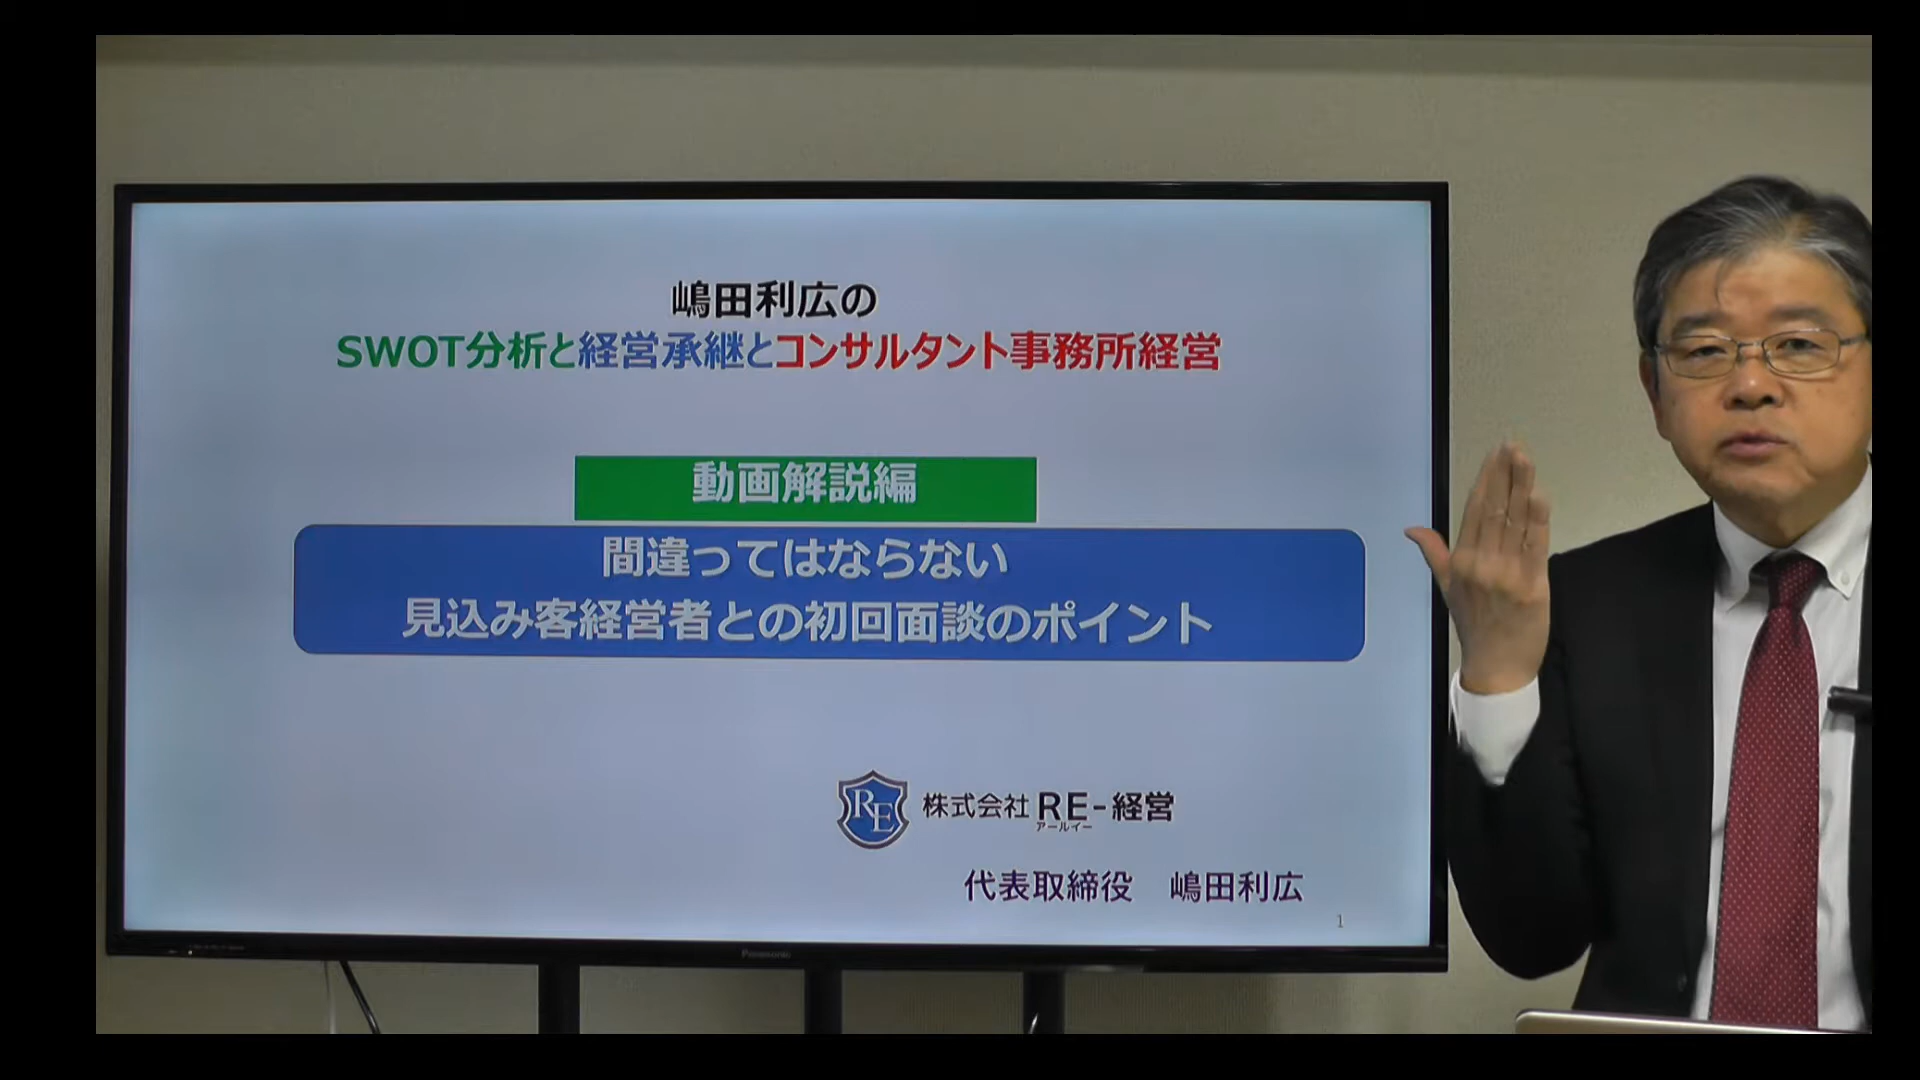 嶋田利広の
SWOT分析と経営承継とコンサルタント事務所経営
動画解説編
間違ってはならない
見込み客経営者との初回面談のポイント
RE 株式会社 RE-経営
アールイー
代表取締役 嶋田利広
1
Panasonic